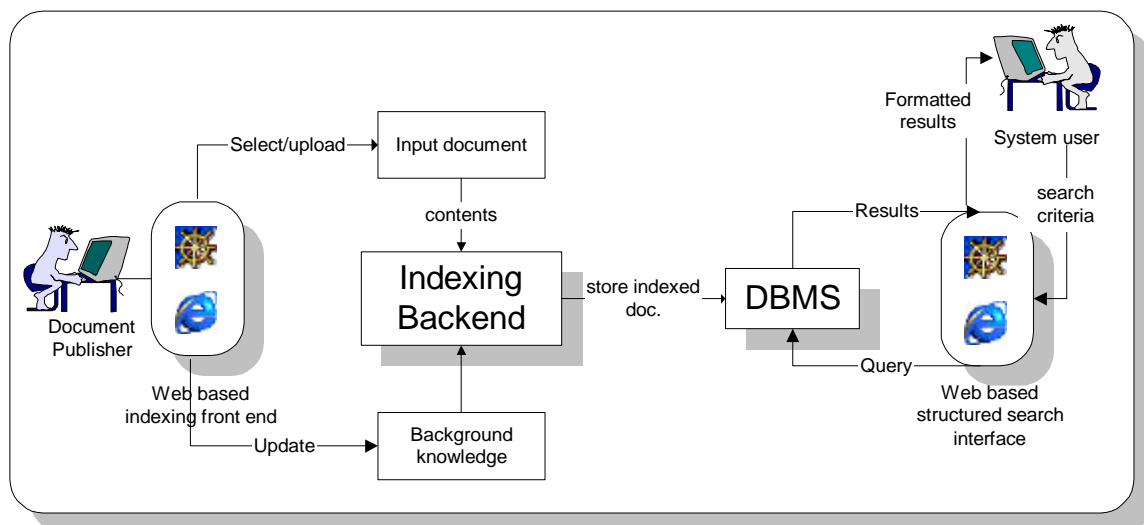 Select/upload
Input document
contents
Document
Publisher
Web based
indexing front end
Update
Background
knowledge
Indexing
Backend
store indexed
doc.
DBMS
Results
Query
Formatted
results
System user
search
criteria
Web based
structured search
interface